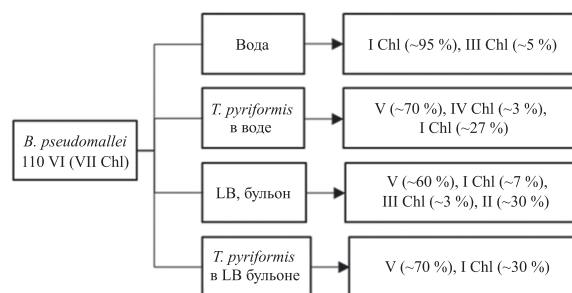 Вода
I Chl (~95 %), III Chl (~5 %)
T. pyriformis
в воде
V (~70 %), IV Chl (~3 %),
I Chl (~27 %)
B. pseudomallei
110 VI (VII Chl)
LB, бульон
V (~60 %), I Chl (~7 %),
III Chl (~3 %), II (~30 %)
T. pyriformis
в LB бульоне
V (~70 %), I Chl (~30 %)